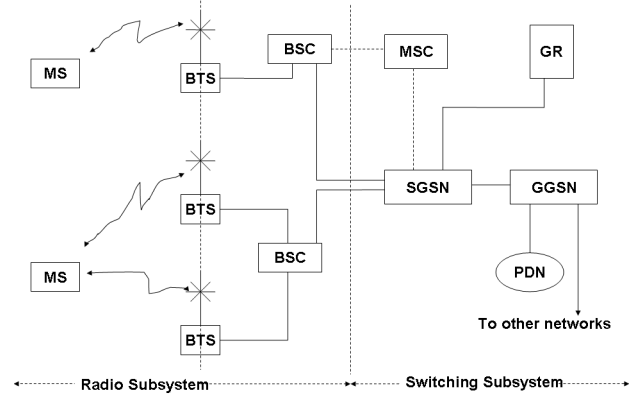 BSC
MSC
GR
MS
BTS
SGSN
GGSN
BTS
BSC
MS
PDN
To other networks
BTS
Radio Subsystem
Switching Subsystem